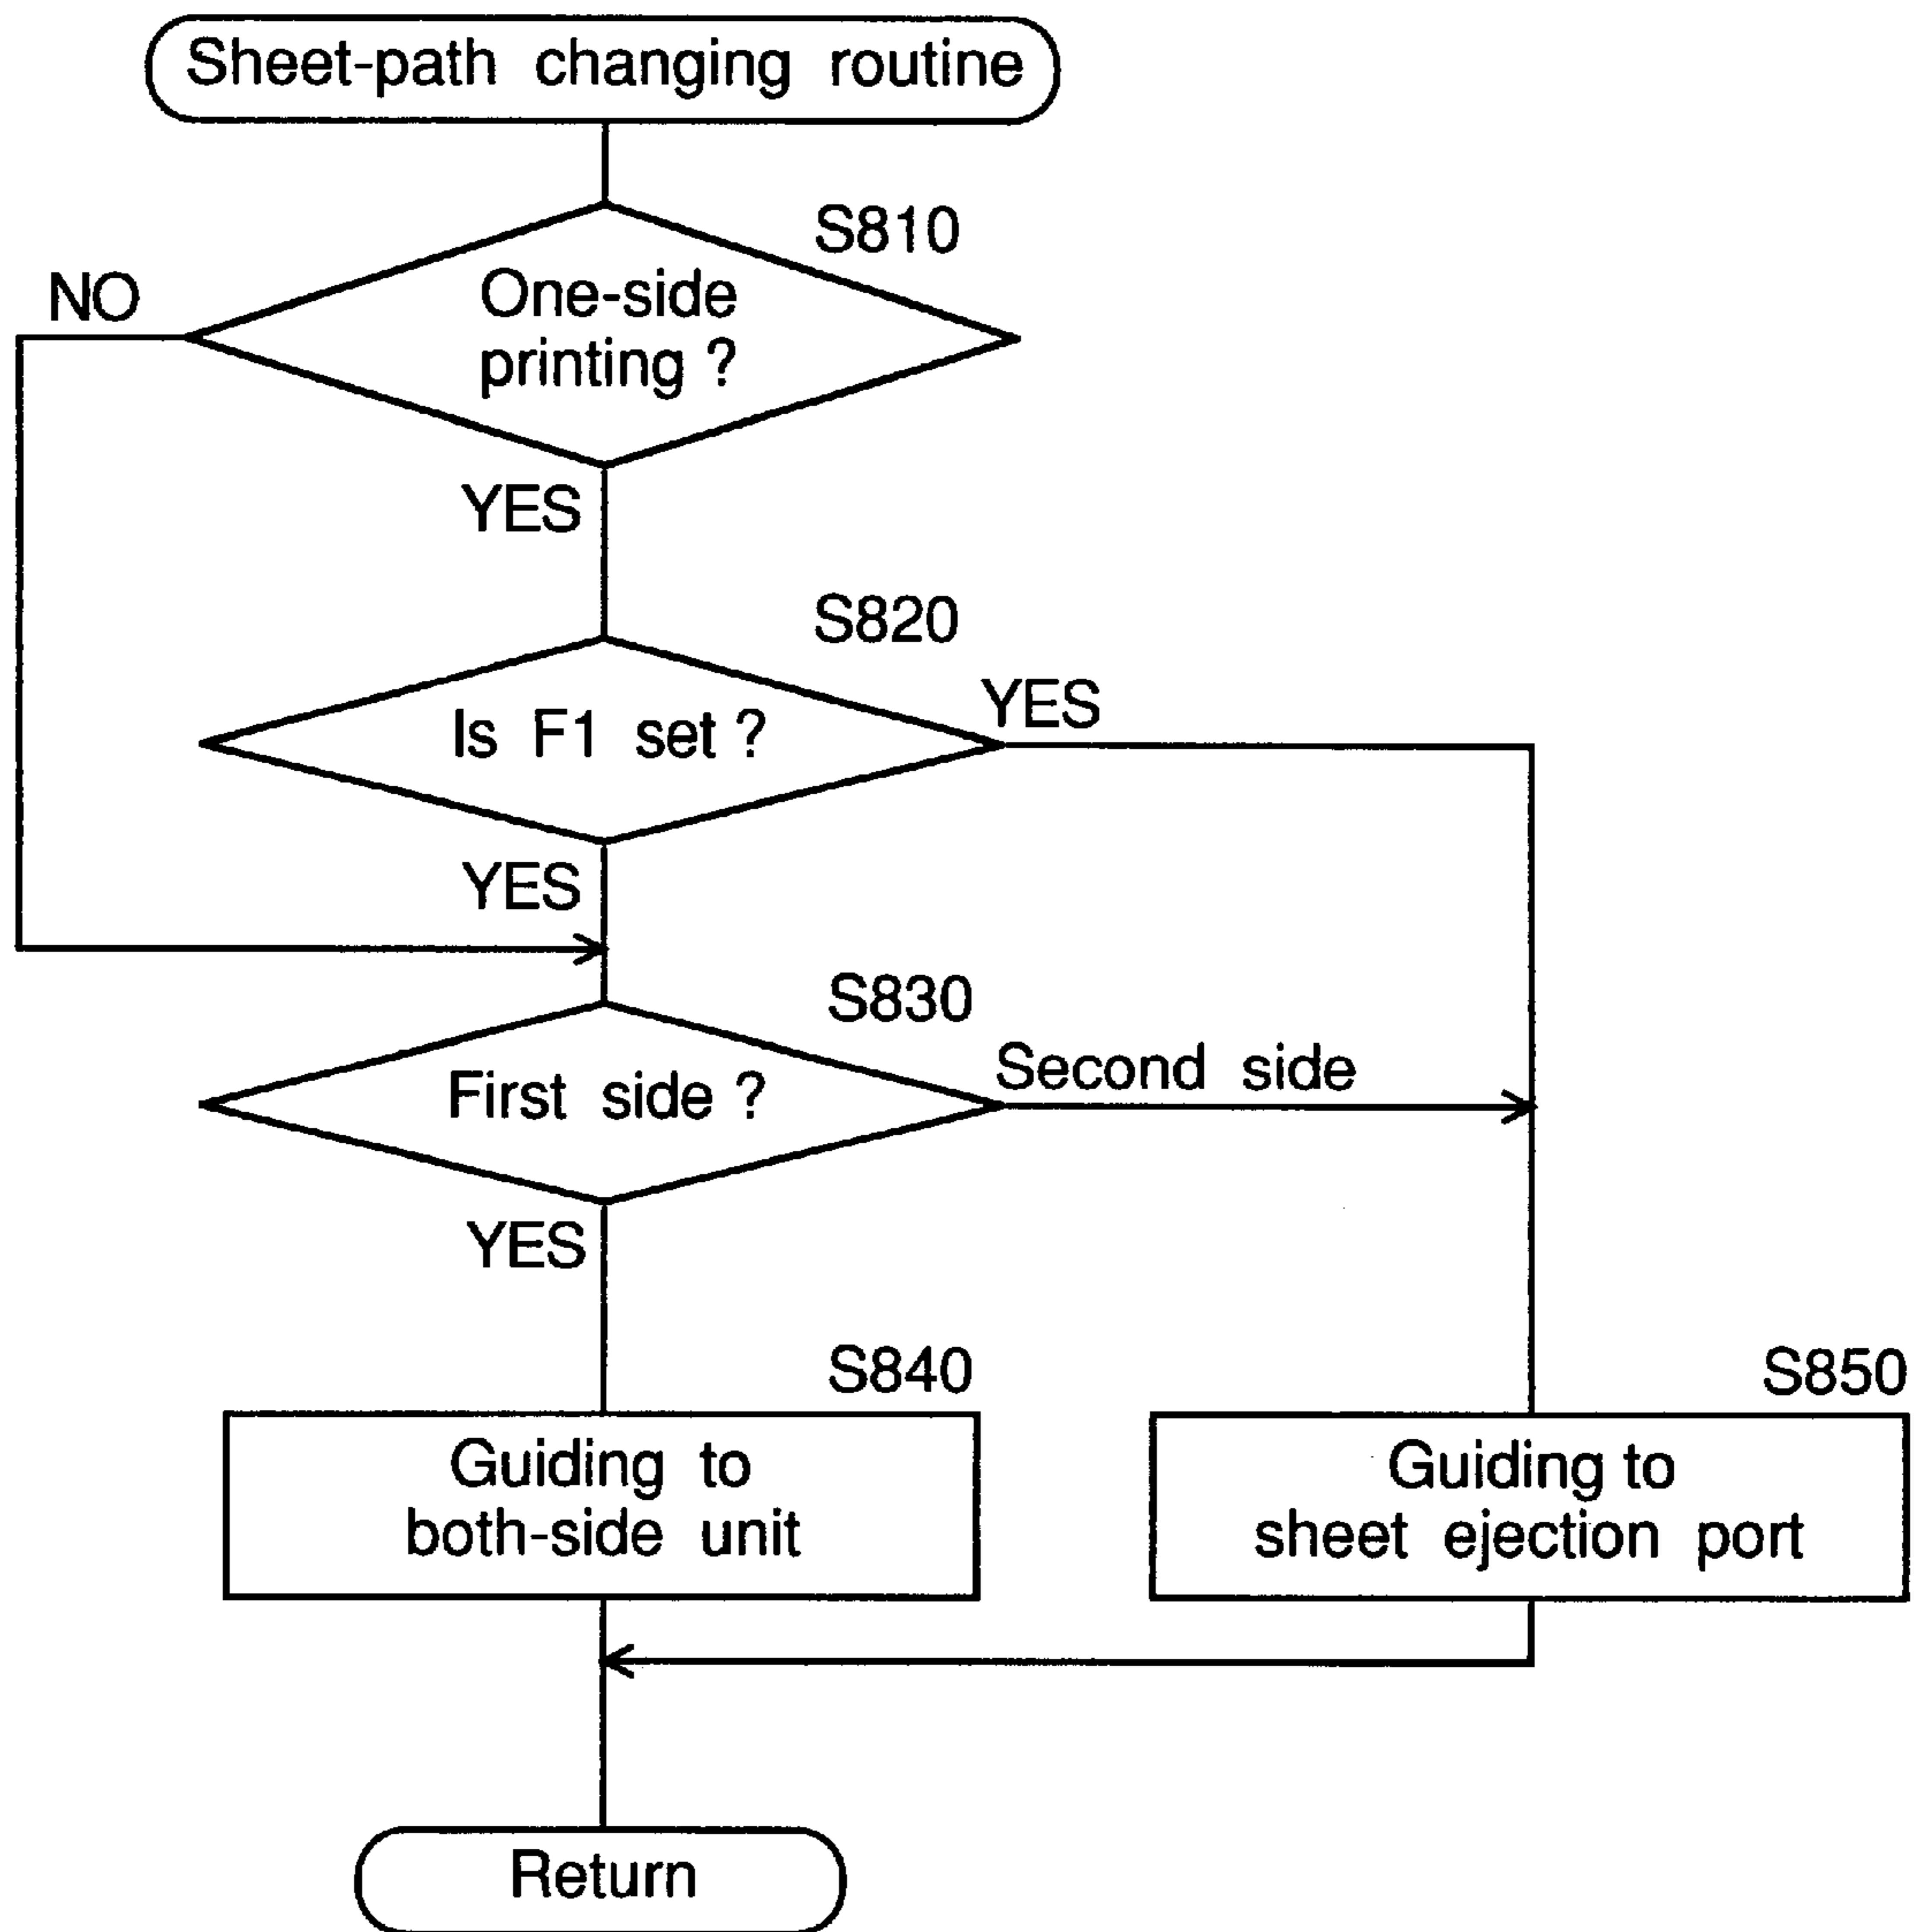 Sheet-path changing routine
S810
NO
One-side
printing ?
YES
S820
Is F1 set ?
YES
YES
S830
First side ?
Second side
YES
S840
S850
Guiding to
both-side unit
Guiding to
sheet ejection port
Return